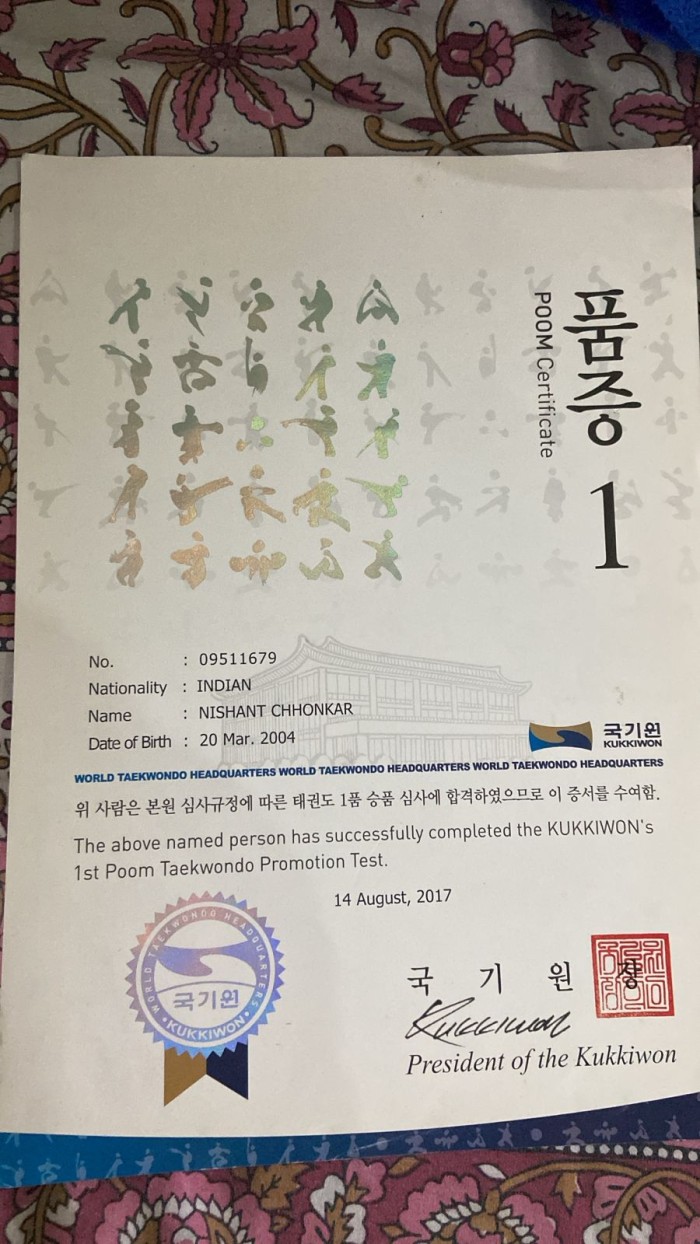 품증
POOM Certificate
1
No. : 09511679
Nationality : INDIAN
Name : NISHANT CHHONKAR
Date of Birth : 20 Mar. 2004
국기원
KUKKIWON
WORLD TAEKWONDO HEADQUARTERS WORLD TAEKWONDO HEADQUARTERS WORLD TAEKWONDO HEADQUARTERS
위 사람은 본원 심사규정에 따른 태권도 1품 승품 심사에 합격하였으므로 이 증서를 수여함.
The above named person has successfully completed the KUKKIWON's
1st Poom Taekwondo Promotion Test.
14 August, 2017
WORLD TAEKWONDO HEADQUARTERS
국기원
KUKKIWON
국 기 원 장
Kukkiwon
President of the Kukkiwon